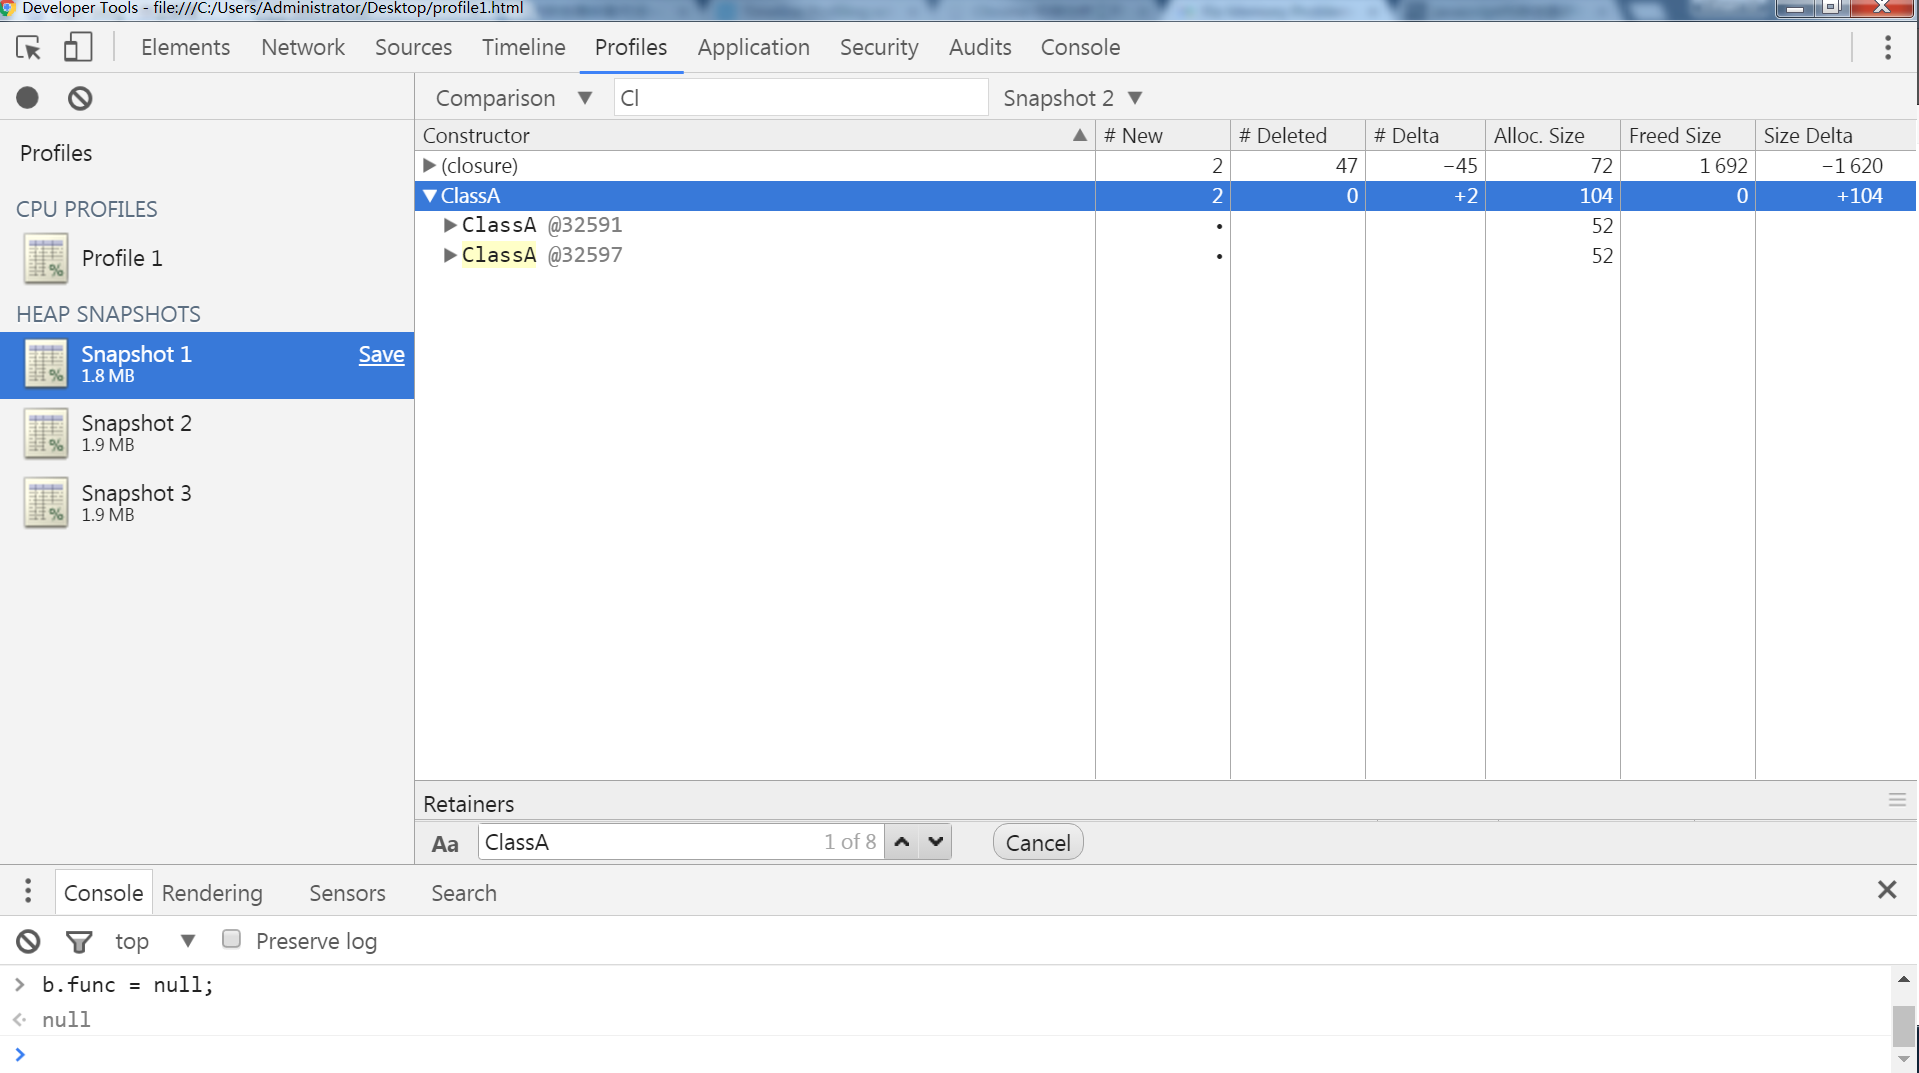 Developer Tools - file:///C:/Users/Administrator/Desktop/profile1.html
Elements Network Sources Timeline Profiles Application Security Audits Console
Comparison ▼ Cl Snapshot 2 ▼
Profiles
CPU PROFILES
Profile 1
HEAP SNAPSHOTS
Snapshot 1 Save
1.8 MB
Snapshot 2
1.9 MB
Snapshot 3
1.9 MB
Constructor ▲ # New # Deleted # Delta Alloc. Size Freed Size Size Delta
▶(closure) 2 47 −45 72 1 692 −1 620
▼ClassA 2 0 +2 104 0 +104
▶ClassA @32591 • 52
▶ClassA @32597 • 52
Retainers
Aa ClassA 1 of 8 Cancel
Console Rendering Sensors Search
top ▼ Preserve log
> b.func = null;
null
>